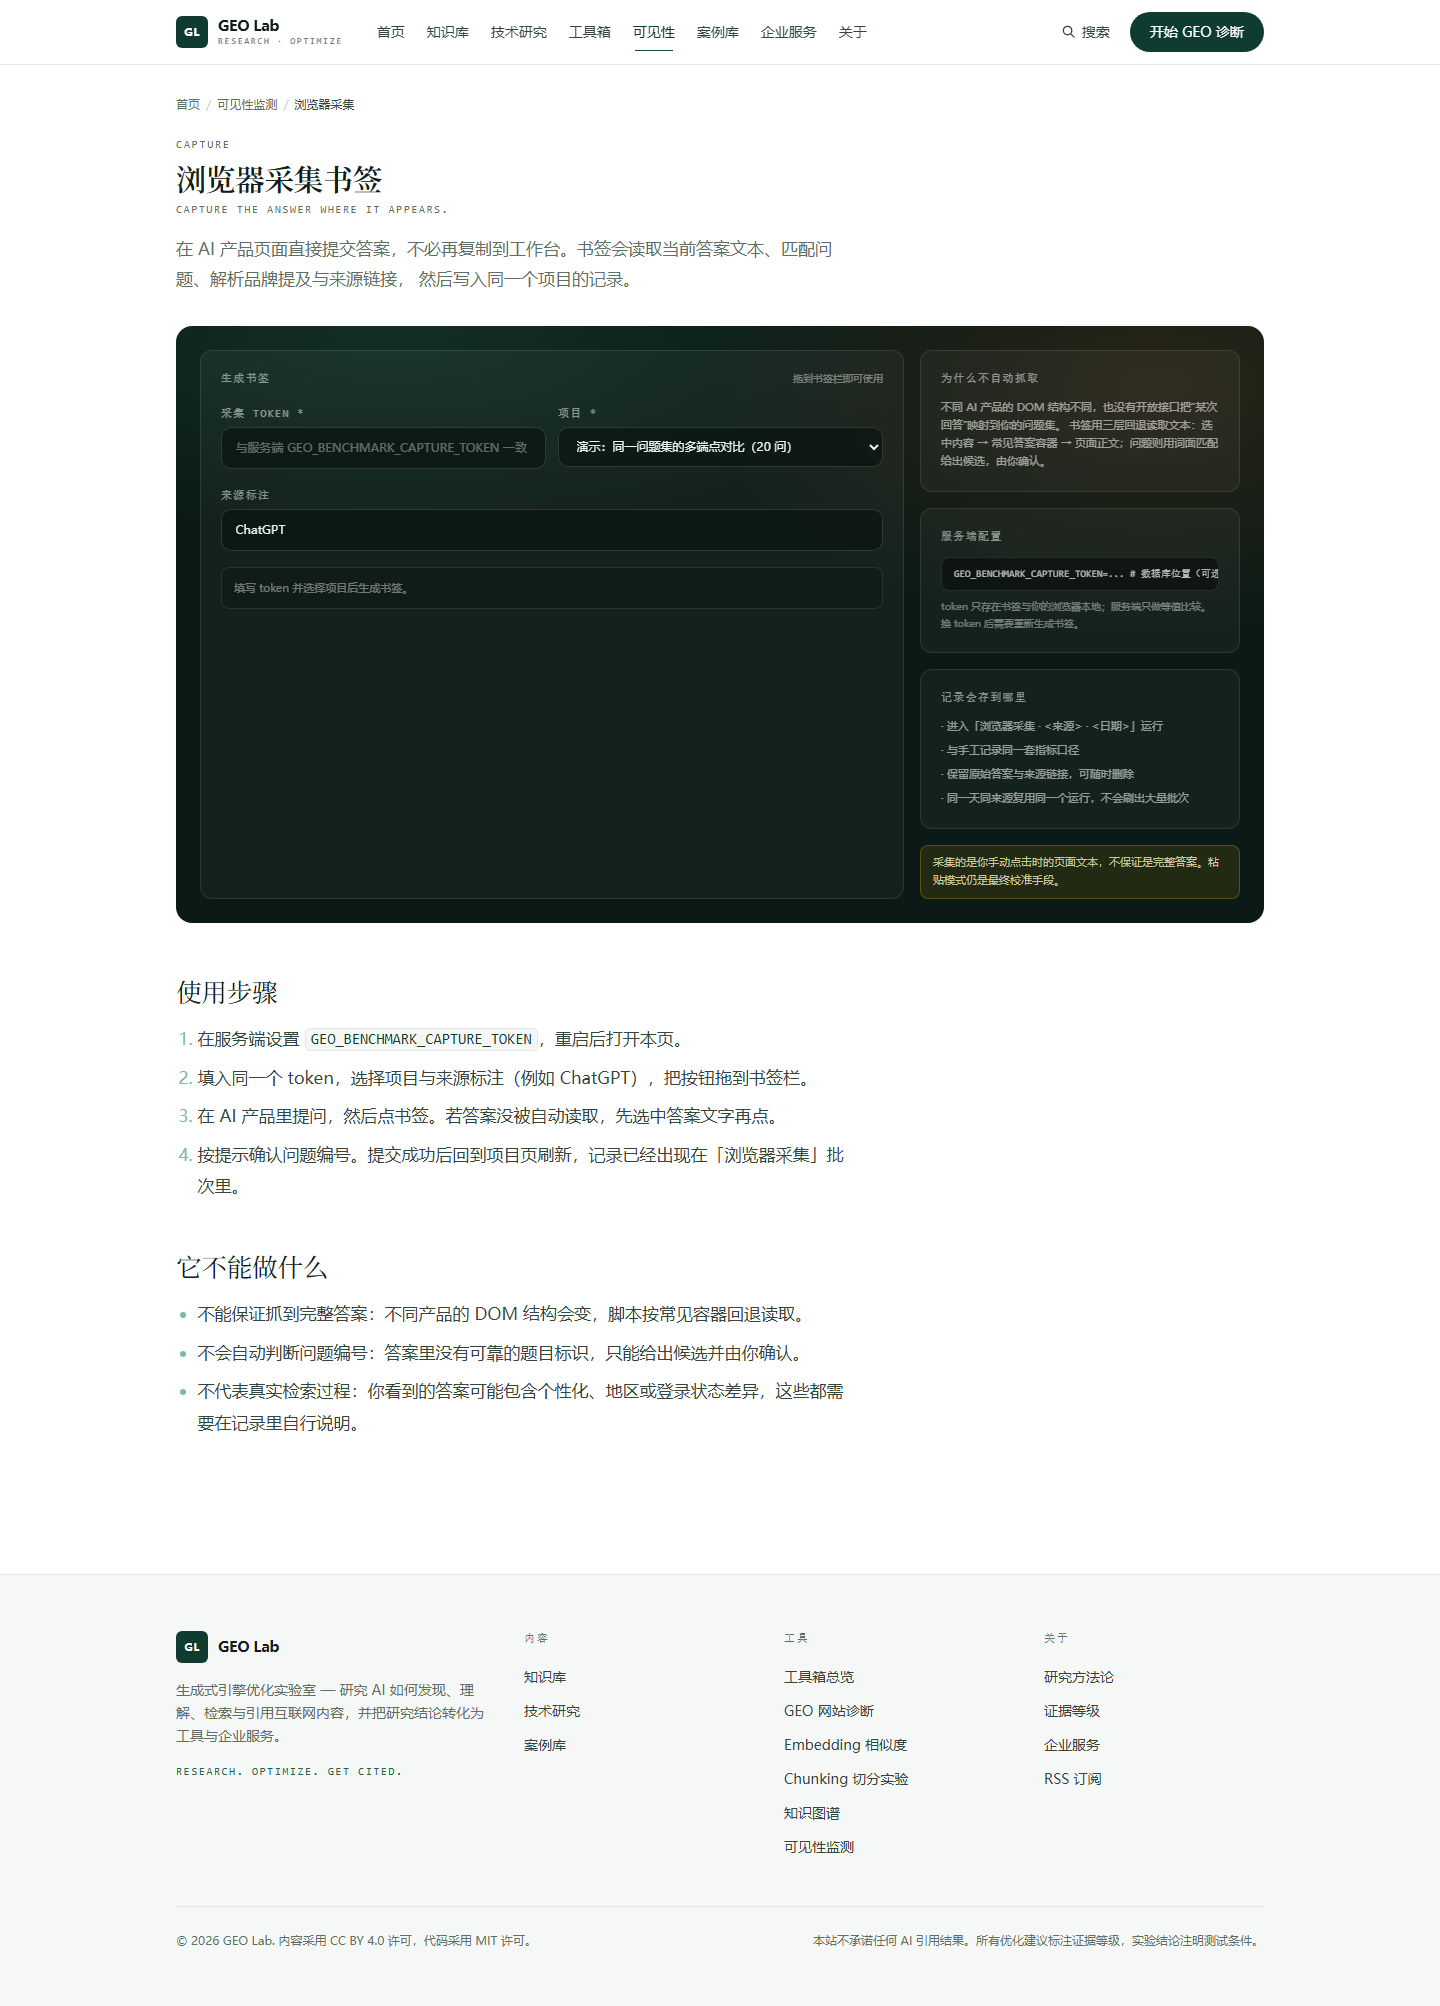 GL
GEO Lab
RESEARCH · OPTIMIZE
首页
知识库
技术研究
工具箱
可见性
案例库
企业服务
关于
搜索
开始 GEO 诊断
首页 / 可见性监测 / 浏览器采集
CAPTURE
浏览器采集书签
CAPTURE THE ANSWER WHERE IT APPEARS.
在 AI 产品页面直接提交答案，不必再复制到工作台。书签会读取当前答案文本、匹配问
题、解析品牌提及与来源链接， 然后写入同一个项目的记录。
生成书签
拖到书签栏即可使用
采集 TOKEN *
与服务端 GEO_BENCHMARK_CAPTURE_TOKEN 一致
项目 *
演示：同一问题集的多端点对比（20 问）
来源标注
ChatGPT
填写 token 并选择项目后生成书签。
为什么不自动抓取
不同 AI 产品的 DOM 结构不同，也没有开放接口把“某次
回答”映射到你的问题集。 书签用三层回退读取文本：选
中内容 → 常见答案容器 → 页面正文；问题则用词面匹配
给出候选，由你确认。
服务端配置
GEO_BENCHMARK_CAPTURE_TOKEN=... # 数据库位置（可选
token 只存在书签与你的浏览器本地；服务端只做等值比较。
换 token 后需要重新生成书签。
记录会存到哪里
· 进入「浏览器采集 · <来源> · <日期>」运行
· 与手工记录同一套指标口径
· 保留原始答案与来源链接，可随时删除
· 同一天同来源复用同一个运行，不会刷出大量批次
采集的是你手动点击时的页面文本，不保证是完整答案。粘
贴模式仍是最终校准手段。
使用步骤
1. 在服务端设置 GEO_BENCHMARK_CAPTURE_TOKEN，重启后打开本页。
2. 填入同一个 token，选择项目与来源标注（例如 ChatGPT），把按钮拖到书签栏。
3. 在 AI 产品里提问，然后点书签。若答案没被自动读取，先选中答案文字再点。
4. 按提示确认问题编号。提交成功后回到项目页刷新，记录已经出现在「浏览器采集」批
次里。
它不能做什么
• 不能保证抓到完整答案：不同产品的 DOM 结构会变，脚本按常见容器回退读取。
• 不会自动判断问题编号：答案里没有可靠的题目标识，只能给出候选并由你确认。
• 不代表真实检索过程：你看到的答案可能包含个性化、地区或登录状态差异，这些都需
要在记录里自行说明。
GL
GEO Lab
生成式引擎优化实验室 — 研究 AI 如何发现、理
解、检索与引用互联网内容，并把研究结论转化为
工具与企业服务。
RESEARCH. OPTIMIZE. GET CITED.
内容
知识库
技术研究
案例库
工具
工具箱总览
GEO 网站诊断
Embedding 相似度
Chunking 切分实验
知识图谱
可见性监测
关于
研究方法论
证据等级
企业服务
RSS 订阅
© 2026 GEO Lab. 内容采用 CC BY 4.0 许可，代码采用 MIT 许可。
本站不承诺任何 AI 引用结果。所有优化建议标注证据等级，实验结论注明测试条件。